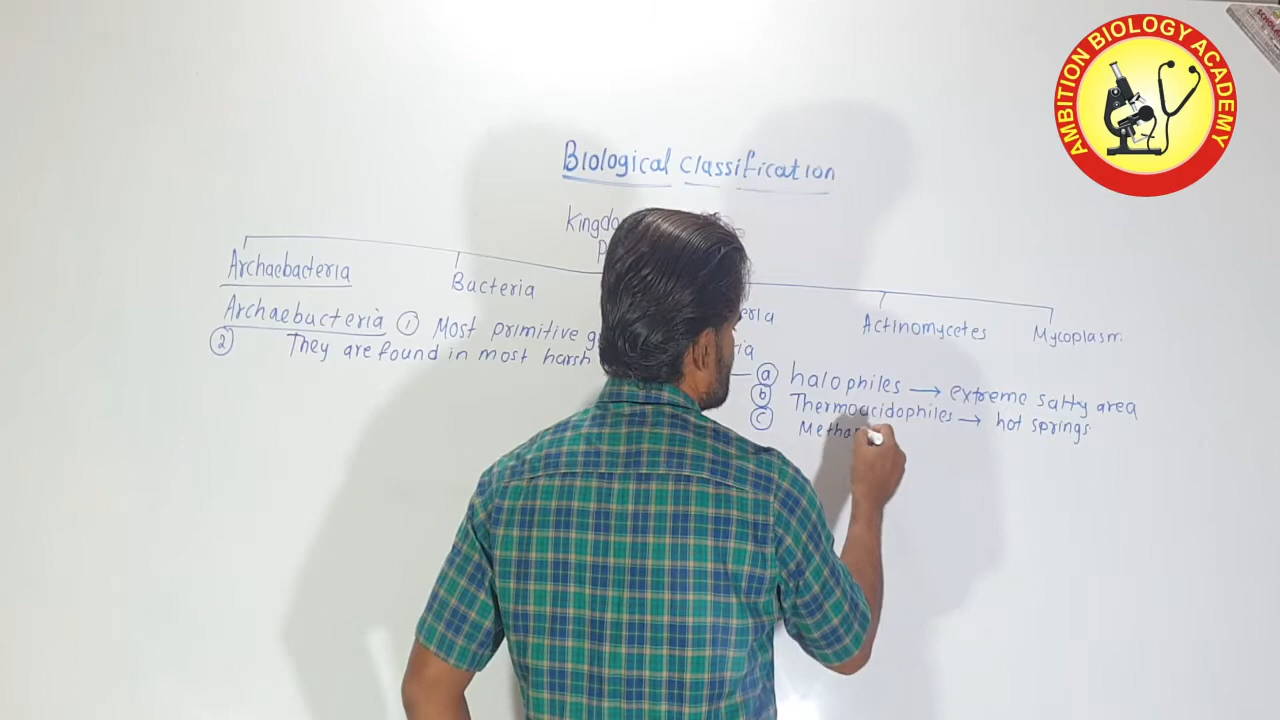 AMBITION BIOLOGY ACADEMY
Biological classification
Archaebacteria
Bacteria
Actinomycetes
Mycoplasm
Archaebacteria ① Most primitive
② They are found in most harsh
ⓐ halophiles → extreme salty area
ⓑ Thermoacidophiles → hot springs
ⓒ